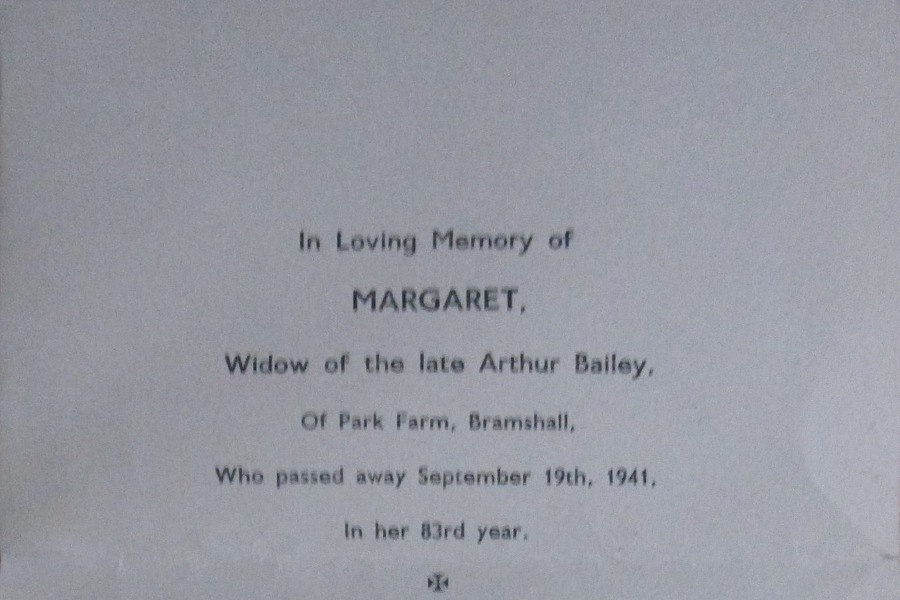 In Loving Memory of
MARGARET,
Widow of the late Arthur Bailey,
Of Park Farm, Bramshall,
Who passed away September 19th, 1941,
In her 83rd year.